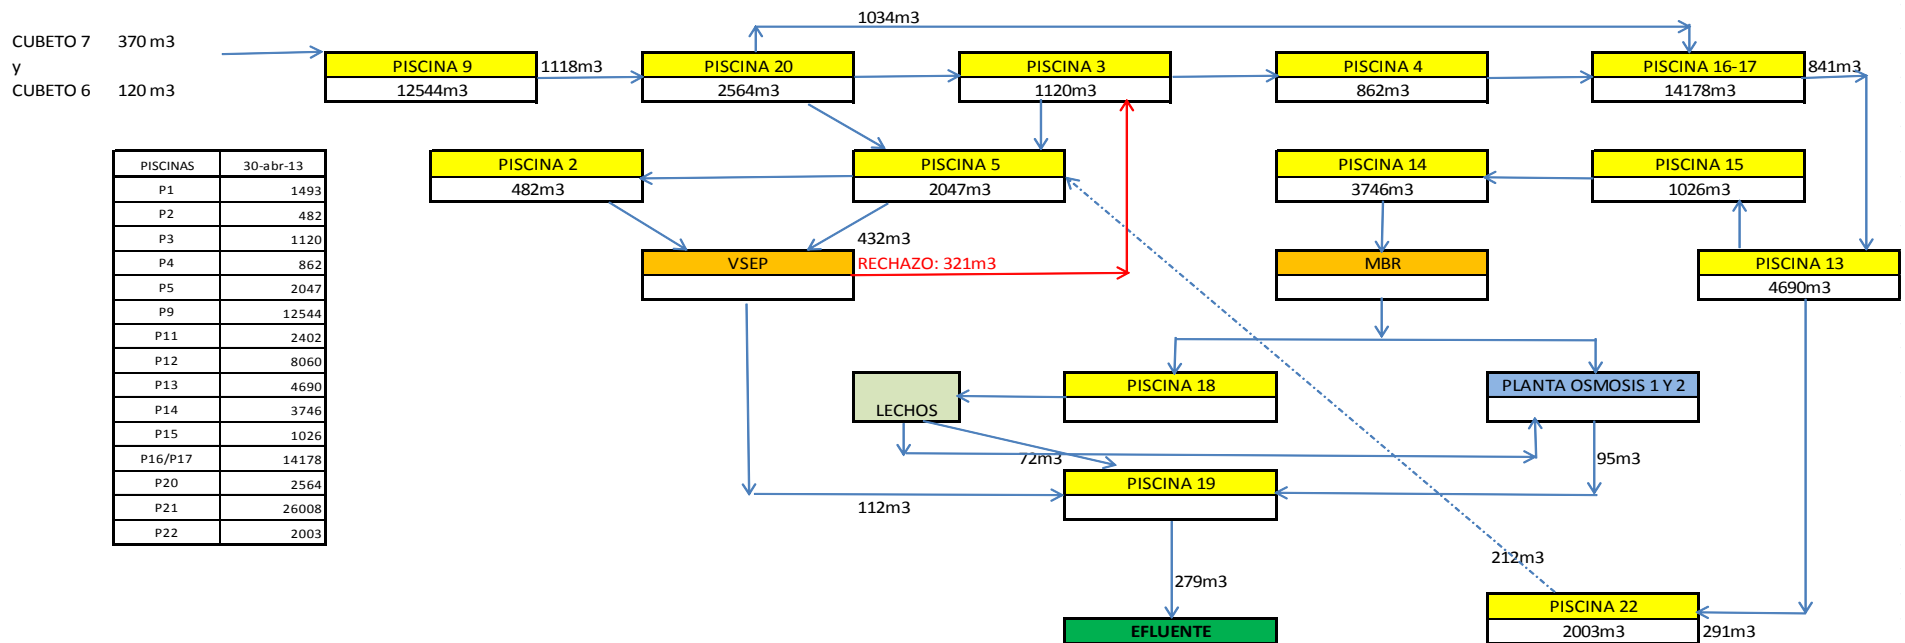 1034m3
CUBETO 7 370 m3
y
CUBETO 6 120 m3
PISCINA 9
12544m3
1118m3
PISCINA 20
2564m3
PISCINA 3
1120m3
PISCINA 4
862m3
PISCINA 16-17
14178m3
841m3
PISCINAS 30-abr-13
P1 1493
P2 482
P3 1120
P4 862
P5 2047
P9 12544
P11 2402
P12 8060
P13 4690
P14 3746
P15 1026
P16/P17 14178
P20 2564
P21 26008
P22 2003
PISCINA 2
482m3
PISCINA 5
2047m3
PISCINA 14
3746m3
PISCINA 15
1026m3
432m3
VSEP
RECHAZO: 321m3
MBR
PISCINA 13
4690m3
LECHOS
PISCINA 18
PLANTA OSMOSIS 1 Y 2
72m3
95m3
PISCINA 19
112m3
212m3
279m3
EFLUENTE
PISCINA 22
2003m3
291m3